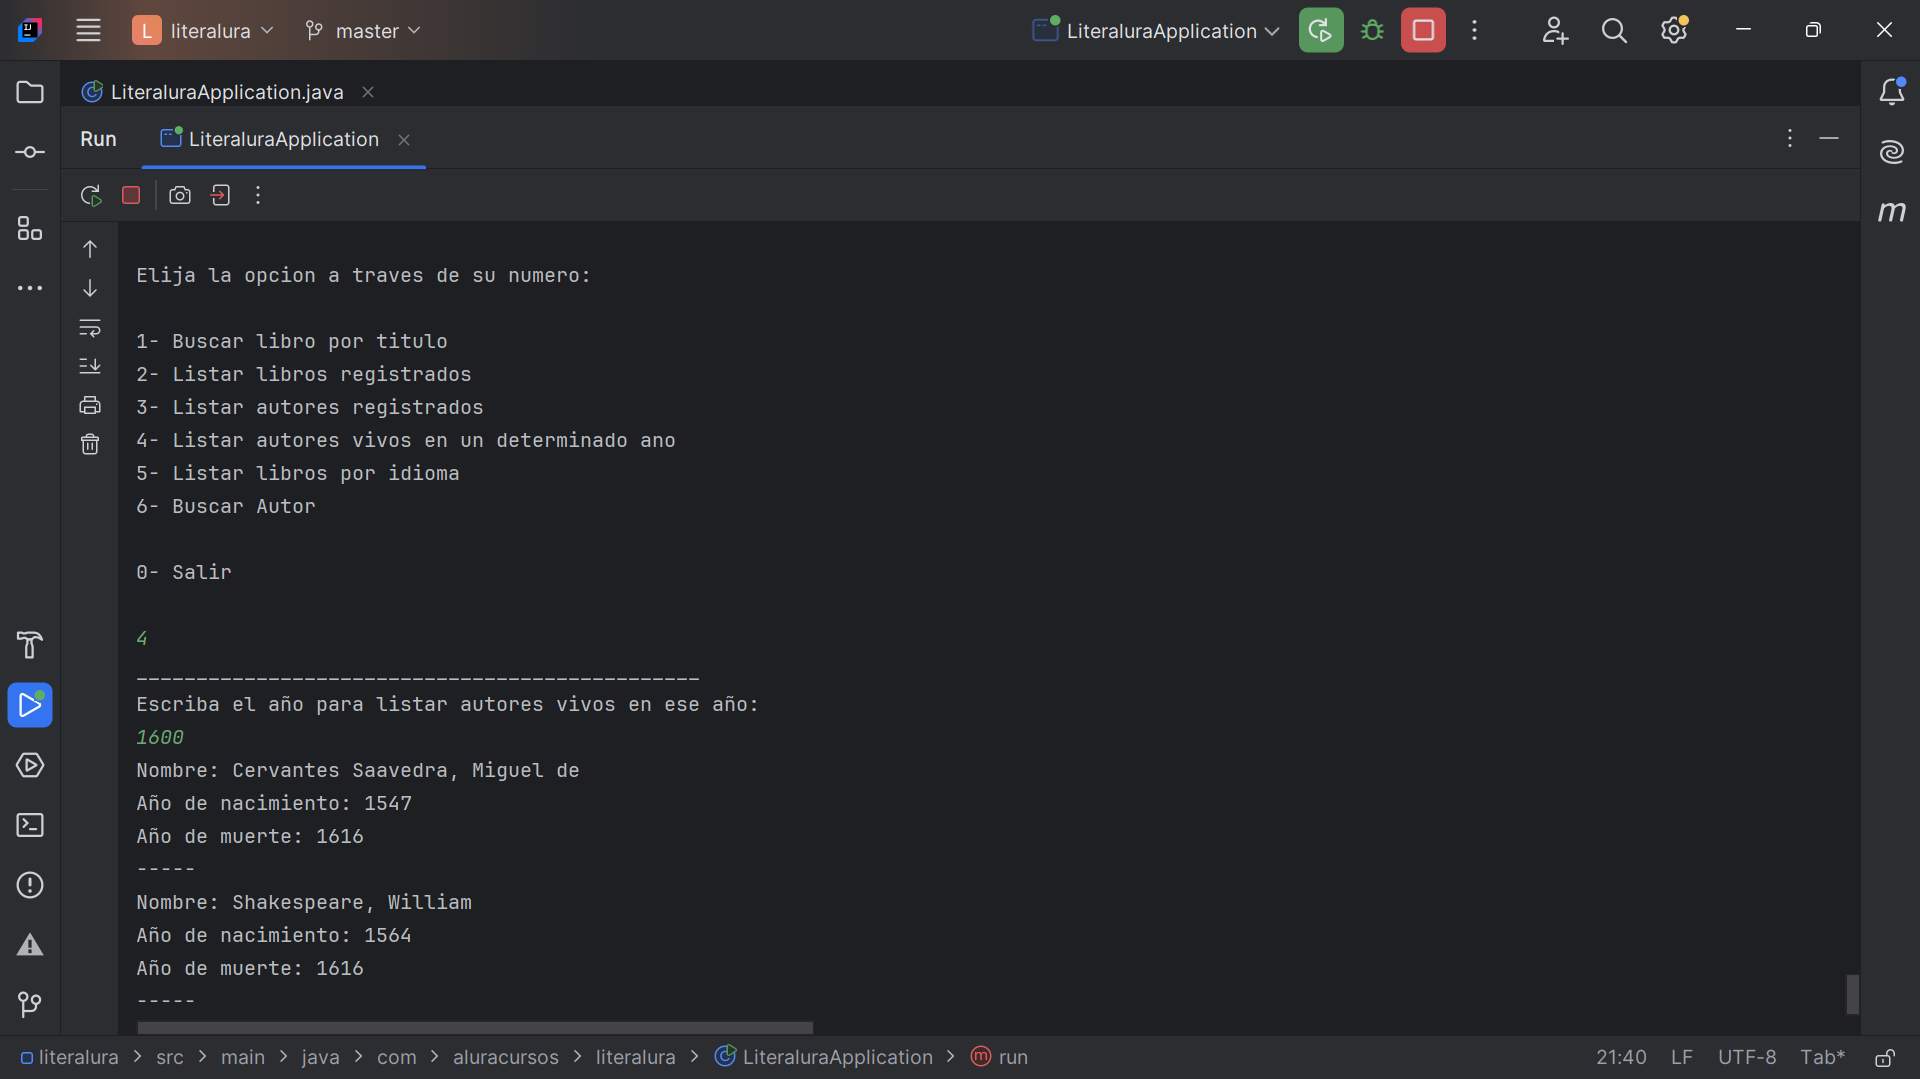 L literalura master LiteraluraApplication
LiteraluraApplication.java
Run LiteraluraApplication
Elija la opcion a traves de su numero:
1- Buscar libro por titulo
2- Listar libros registrados
3- Listar autores registrados
4- Listar autores vivos en un determinado ano
5- Listar libros por idioma
6- Buscar Autor
0- Salir
4
_______________________________________________
Escriba el año para listar autores vivos en ese año:
1600
Nombre: Cervantes Saavedra, Miguel de
Año de nacimiento: 1547
Año de muerte: 1616
-----
Nombre: Shakespeare, William
Año de nacimiento: 1564
Año de muerte: 1616
-----
literalura > src > main > java > com > aluracursos > literalura > LiteraluraApplication > run 21:40 LF UTF-8 Tab*